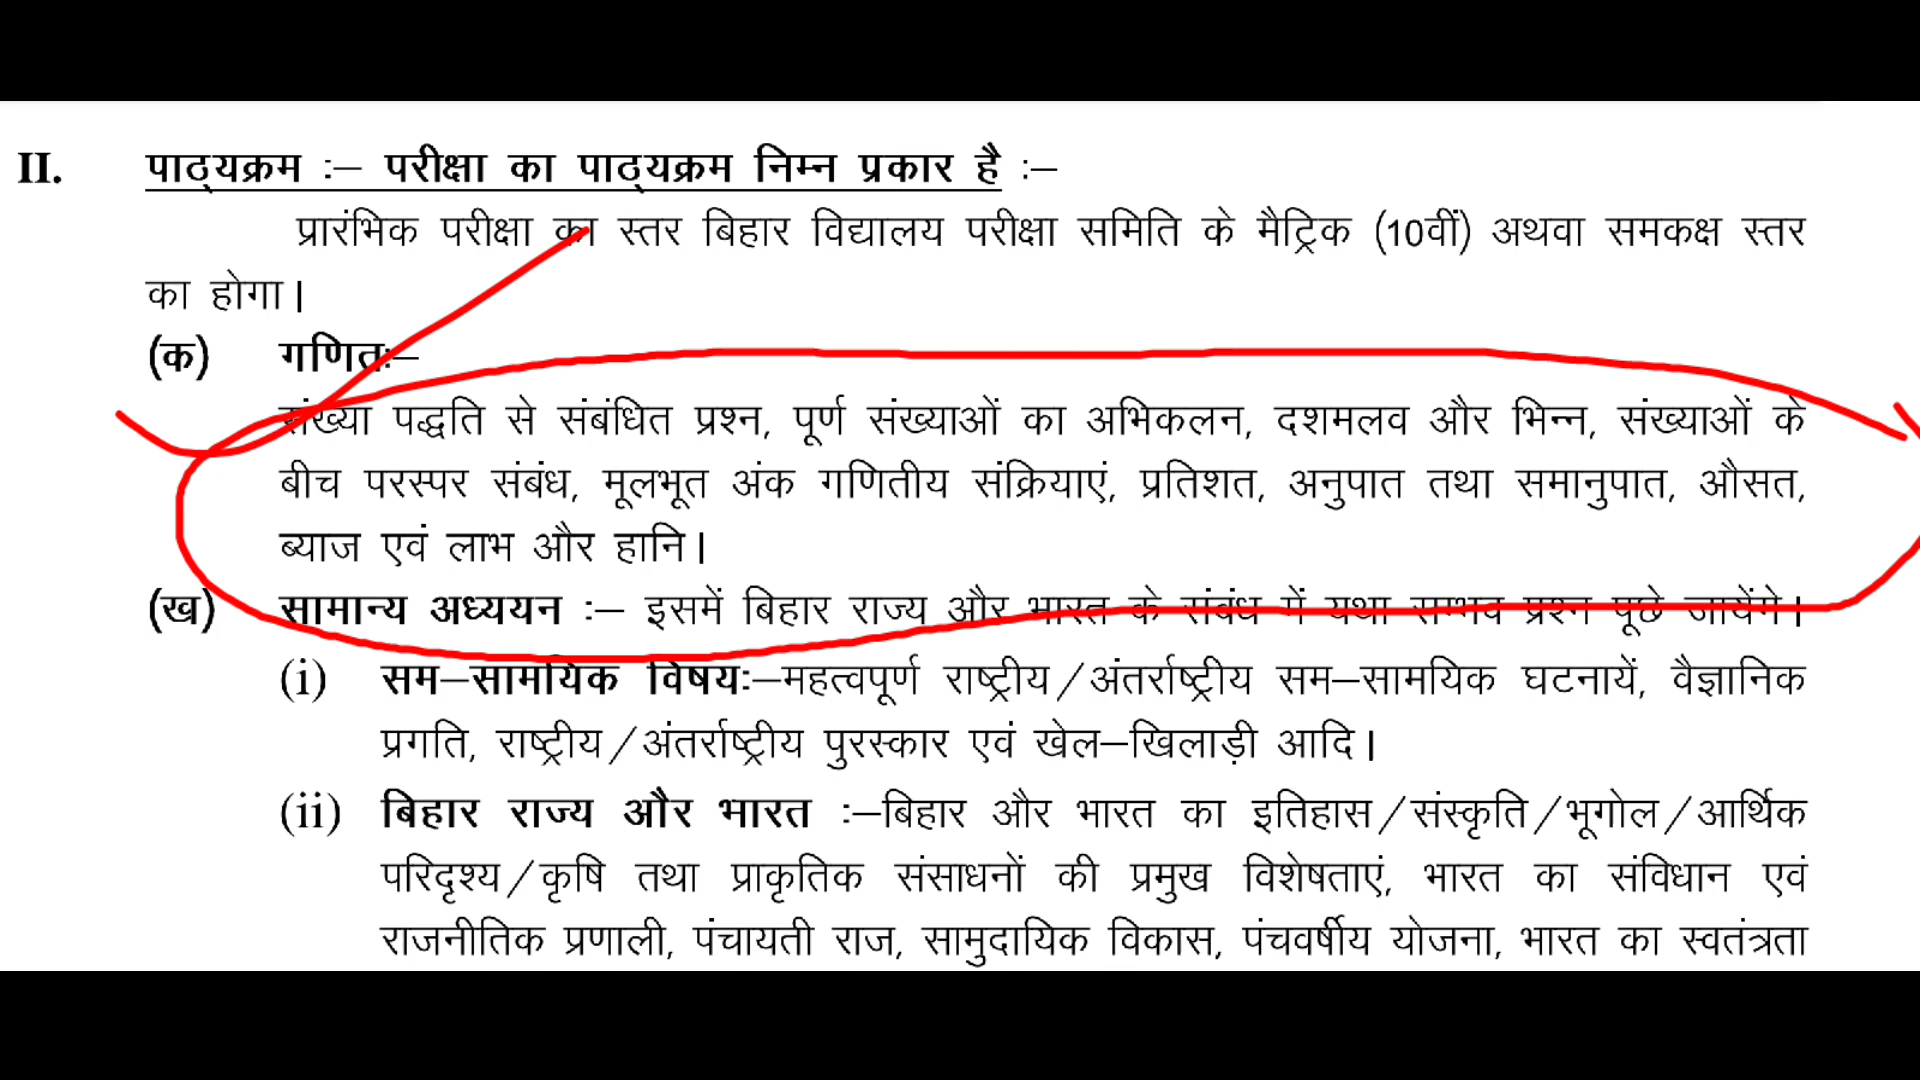 II. पाठ्यक्रम :– परीक्षा का पाठ्यक्रम निम्न प्रकार है :–
प्रारंभिक परीक्षा का स्तर बिहार विद्यालय परीक्षा समिति के मैट्रिक (10वीं) अथवा समकक्ष स्तर
का होगा।
(क) गणितः–
संख्या पद्धति से संबंधित प्रश्न, पूर्ण संख्याओं का अभिकलन, दशमलव और भिन्न, संख्याओं के
बीच परस्पर संबंध, मूलभूत अंक गणितीय संक्रियाएं, प्रतिशत, अनुपात तथा समानुपात, औसत,
ब्याज एवं लाभ और हानि।
(ख) सामान्य अध्ययन :– इसमें बिहार राज्य और भारत के संबंध में यथा सम्भव प्रश्न पूछे जायेंगे।
(i) सम–सामयिक विषयः–महत्वपूर्ण राष्ट्रीय/अंतर्राष्ट्रीय सम–सामयिक घटनायें, वैज्ञानिक
प्रगति, राष्ट्रीय/अंतर्राष्ट्रीय पुरस्कार एवं खेल–खिलाड़ी आदि।
(ii) बिहार राज्य और भारत :–बिहार और भारत का इतिहास/संस्कृति/भूगोल/आर्थिक
परिदृश्य/कृषि तथा प्राकृतिक संसाधनों की प्रमुख विशेषताएं, भारत का संविधान एवं
राजनीतिक प्रणाली, पंचायती राज, सामुदायिक विकास, पंचवर्षीय योजना, भारत का स्वतंत्रता